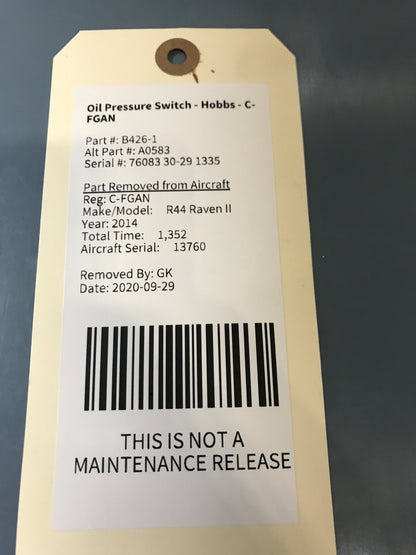 Oil Pressure Switch - Hobbs - C-
FGAN
Part #: B426-1
Alt Part #: A0583
Serial #: 76083 30-29 1335
Part Removed from Aircraft
Reg: C-FGAN
Make/Model: R44 Raven II
Year: 2014
Total Time: 1,352
Aircraft Serial: 13760
Removed By: GK
Date: 2020-09-29
THIS IS NOT A
MAINTENANCE RELEASE